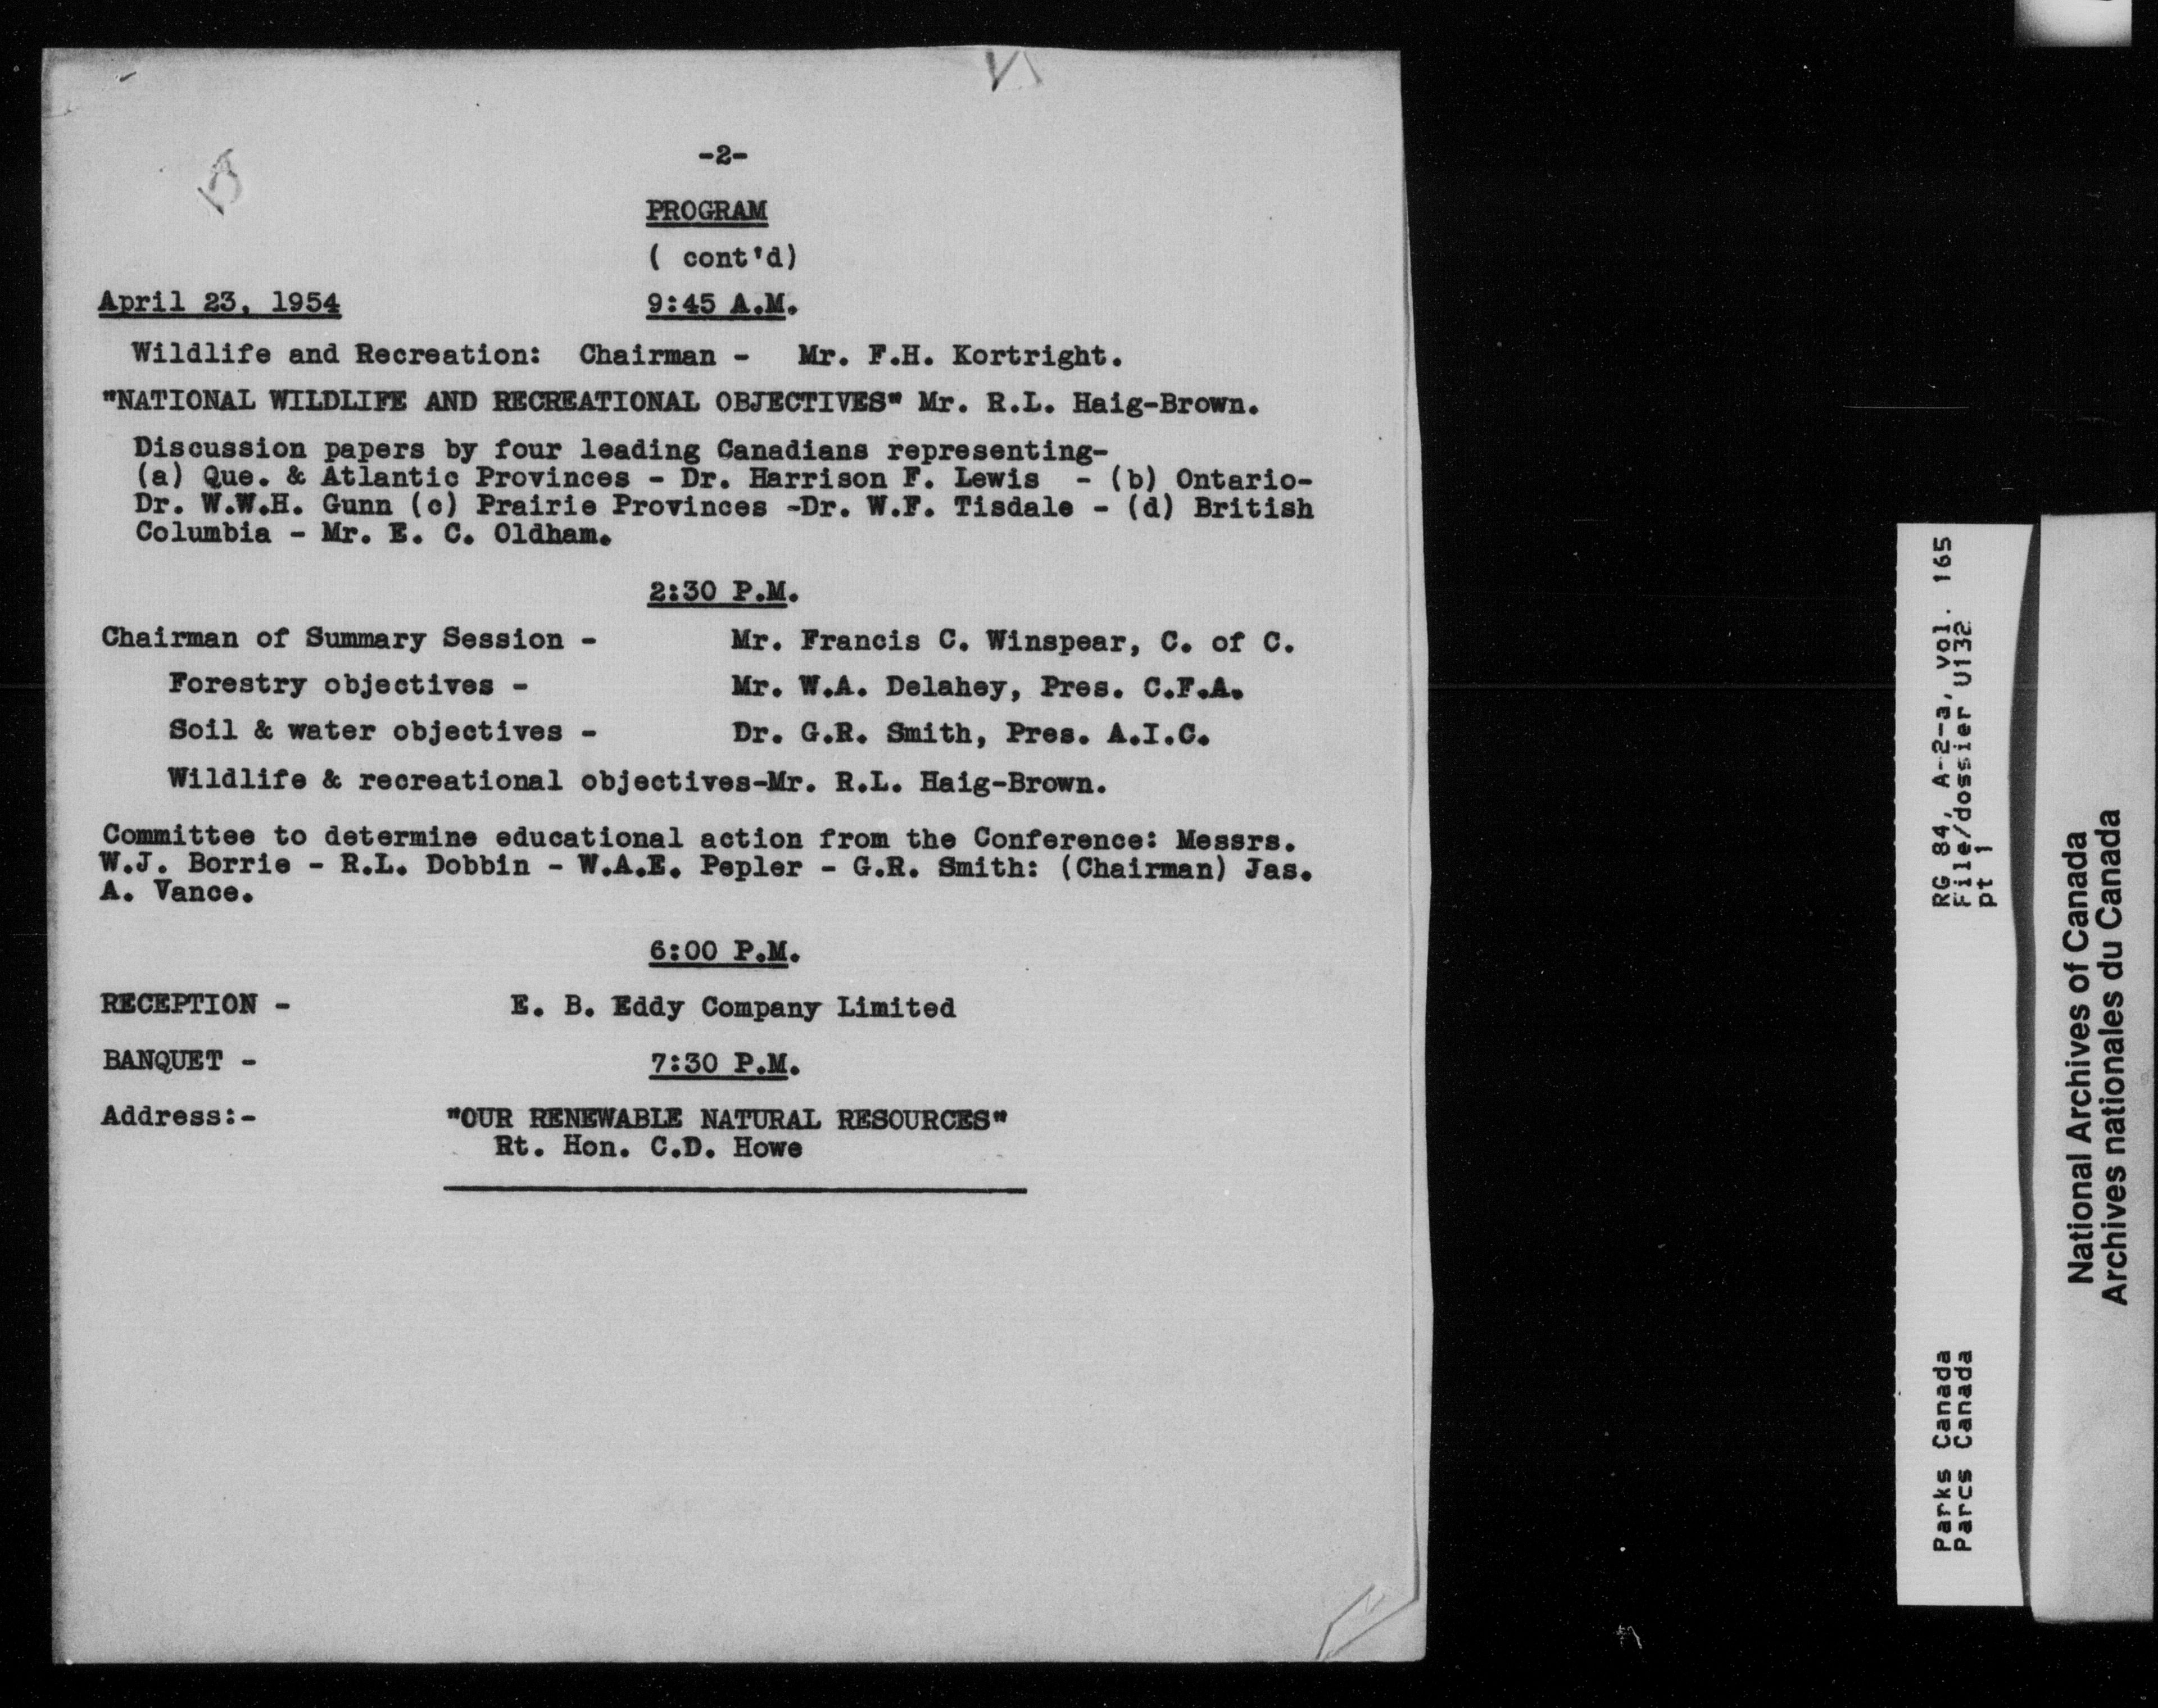 -2-
PROGRAM
( cont'd)
April 23, 1954 9:45 A.M.
Wildlife and Recreation: Chairman - Mr. F.H. Kortright.
"NATIONAL WILDLIFE AND RECREATIONAL OBJECTIVES" Mr. R.L. Haig-Brown.
Discussion papers by four leading Canadians representing-
(a) Que. & Atlantic Provinces - Dr. Harrison F. Lewis - (b) Ontario-
Dr. W.W.H. Gunn (c) Prairie Provinces -Dr. W.F. Tisdale - (d) British
Columbia - Mr. E. C. Oldham.
2:30 P.M.
Chairman of Summary Session - Mr. Francis C. Winspear, C. of C.
Forestry objectives - Mr. W.A. Delahey, Pres. C.F.A.
Soil & water objectives - Dr. G.R. Smith, Pres. A.I.C.
Wildlife & recreational objectives-Mr. R.L. Haig-Brown.
Committee to determine educational action from the Conference: Messrs.
W.J. Borrie - R.L. Dobbin - W.A.E. Pepler - G.R. Smith: (Chairman) Jas.
A. Vance.
6:00 P.M.
RECEPTION - E. B. Eddy Company Limited
BANQUET - 7:30 P.M.
Address:- "OUR RENEWABLE NATURAL RESOURCES"
Rt. Hon. C.D. Howe
RG 84, A-2-a, vol. 165
File/dossier U132
pt 1
Parks Canada
Parcs Canada
National Archives of Canada
Archives nationales du Canada